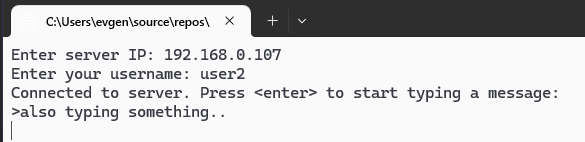 C:\Users\evgen\source\repos\
Enter server IP: 192.168.0.107
Enter your username: user2
Connected to server. Press <enter> to start typing a message:
>also typing something..